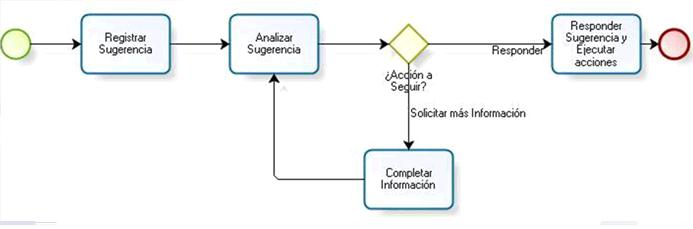 Registrar
Sugerencia
Analizar
Sugerencia
¿Acción a
Seguir?
Responder
Responder
Sugerencia y
Ejecutar
acciones
Solicitar más Información
Completar
Información